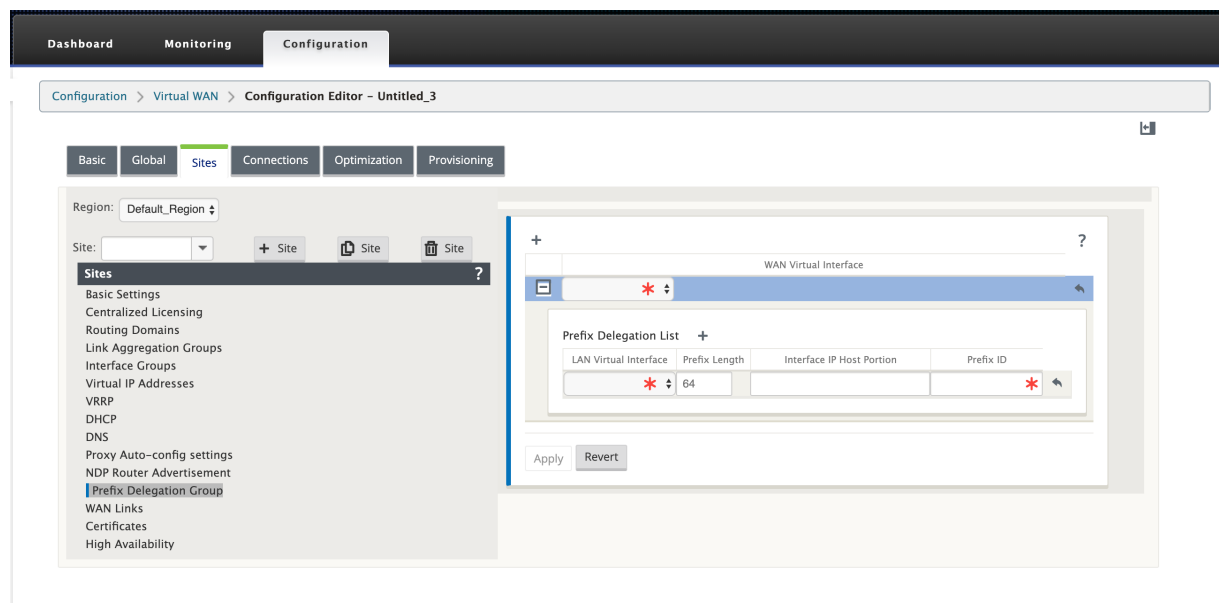 Dashboard Monitoring Configuration
Configuration > Virtual WAN > Configuration Editor – Untitled_3
Basic Global Sites Connections Optimization Provisioning
Region: Default_Region
Site: + Site Site Site
Sites ?
Basic Settings
Centralized Licensing
Routing Domains
Link Aggregation Groups
Interface Groups
Virtual IP Addresses
VRRP
DHCP
DNS
Proxy Auto-config settings
NDP Router Advertisement
Prefix Delegation Group
WAN Links
Certificates
High Availability
+ ?
WAN Virtual Interface
Prefix Delegation List +
LAN Virtual Interface Prefix Length Interface IP Host Portion Prefix ID
64
Apply Revert